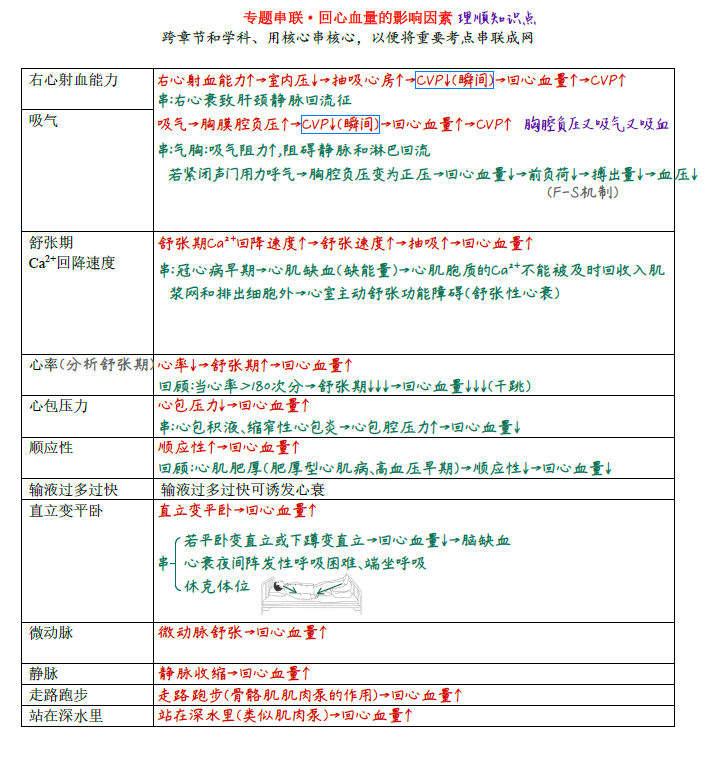 专题串联·回心血量的影响因素 理顺知识点
跨章节和学科、用核心串核心，以便将重要考点串联成网
右心射血能力 右心射血能力↑→室内压↓→抽吸心房↑→CVP↓(瞬间)→回心血量↑→CVP↑
串:右心衰致肝颈静脉回流征
吸气 吸气→胸膜腔负压↑→CVP↓(瞬间)→回心血量↑→CVP↑ 胸腔负压又吸气又吸血
串:气胸:吸气阻力↑,阻碍静脉和淋巴回流
若紧闭声门用力呼气→胸腔负压变为正压→回心血量↓→前负荷↓→搏出量↓→血压↓
(F-S机制)
舒张期 舒张期Ca²⁺回降速度↑→舒张速度↑→抽吸↑→回心血量↑
Ca²⁺回降速度
串:冠心病早期→心肌缺血(缺能量)→心肌胞质的Ca²⁺不能被及时回收入肌
浆网和排出细胞外→心室主动舒张功能障碍(舒张性心衰)
心率(分析舒张期) 心率↓→舒张期↑→回心血量↑
回顾:当心率>180次分→舒张期↓↓↓→回心血量↓↓↓(干跳)
心包压力 心包压力↓→回心血量↑
串:心包积液、缩窄性心包炎→心包腔压力↑→回心血量↓
顺应性 顺应性↑→回心血量↑
回顾:心肌肥厚(肥厚型心肌病、高血压早期)→顺应性↓→回心血量↓
输液过多过快 输液过多过快可诱发心衰
直立变平卧 直立变平卧→回心血量↑
若平卧变直立或下蹲变直立→回心血量↓→脑缺血
串 心衰夜间阵发性呼吸困难、端坐呼吸
休克体位
微动脉 微动脉舒张→回心血量↑
静脉 静脉收缩→回心血量↑
走路跑步 走路跑步(骨骼肌肌肉泵的作用)→回心血量↑
站在深水里 站在深水里(类似肌肉泵)→回心血量↑